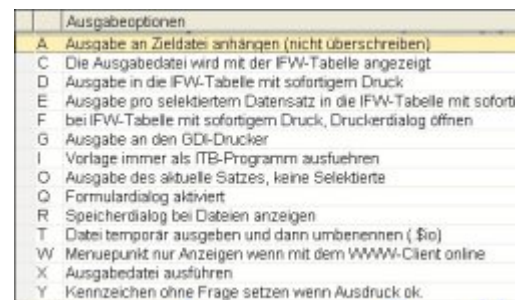 Ausgabeoptionen
A Ausgabe an Zieldatei anhängen (nicht überschreiben)
C Die Ausgabedatei wird mit der IFW-Tabelle angezeigt
D Ausgabe in die IFW-Tabelle mit sofortigem Druck
E Ausgabe pro selektiertem Datensatz in die IFW-Tabelle mit soforti
F bei IFW-Tabelle mit sofortigem Druck, Druckerdialog öffnen
G Ausgabe an den GDI-Drucker
I Vorlage immer als ITB-Programm ausfuehren
O Ausgabe des aktuelle Satzes, keine Selektierte
Q Formulardialog aktiviert
R Speicherdialog bei Dateien anzeigen
T Datei temporär ausgeben und dann umbenennen (.$io)
W Menuepunkt nur Anzeigen wenn mit dem WWW-Client online
X Ausgabedatei ausführen
Y Kennzeichen ohne Frage setzen wenn Ausdruck ok.